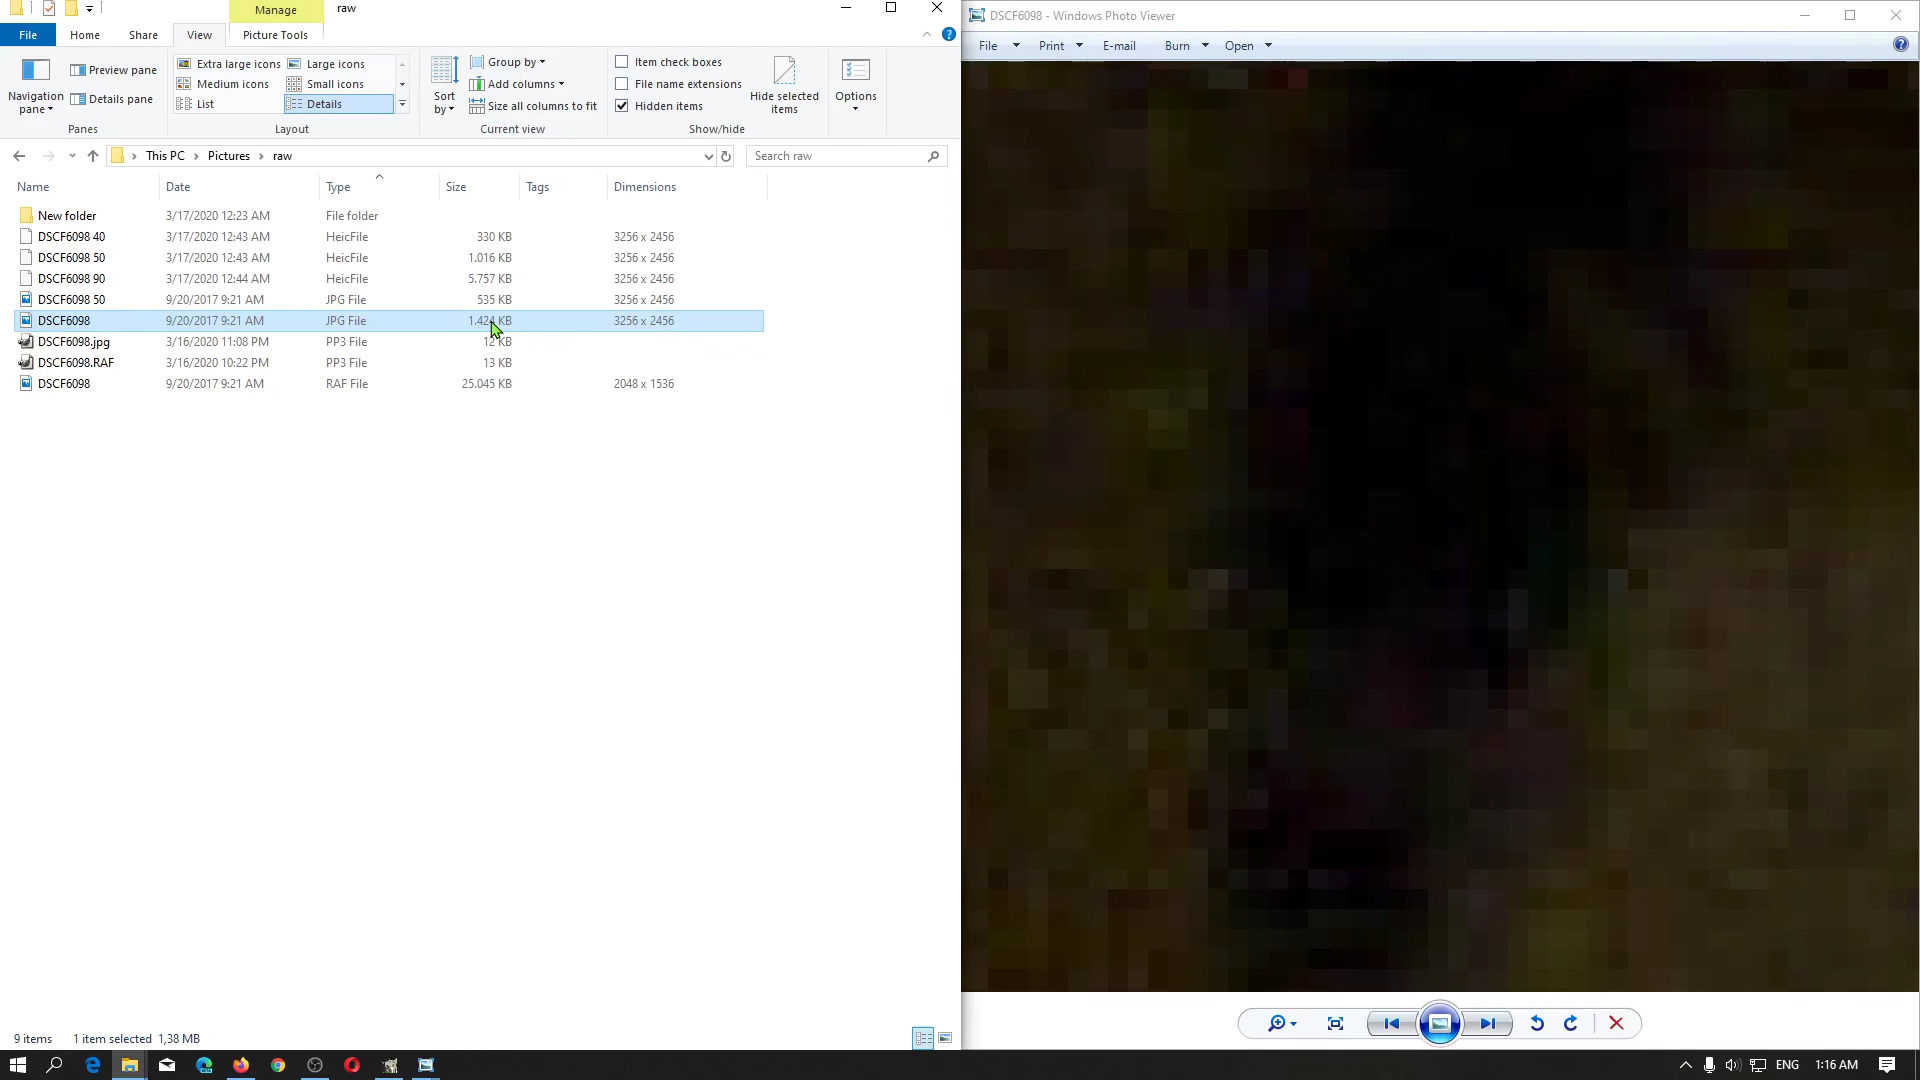 raw
Manage
File
Home
Share
View
Picture Tools
Navigation pane
Preview pane
Details pane
Panes
Extra large icons
Large icons
Medium icons
Small icons
List
Details
Layout
Sort by
Group by
Add columns
Size all columns to fit
Current view
Item check boxes
File name extensions
Hidden items
Hide selected items
Show/hide
Options
This PC
Pictures
raw
Search raw
Name Date Type Size Tags Dimensions
New folder 3/17/2020 12:23 AM File folder
DSCF6098 40 3/17/2020 12:43 AM HeicFile 330 KB 3256 x 2456
DSCF6098 50 3/17/2020 12:43 AM HeicFile 1.016 KB 3256 x 2456
DSCF6098 90 3/17/2020 12:44 AM HeicFile 5.757 KB 3256 x 2456
DSCF6098 50 9/20/2017 9:21 AM JPG File 535 KB 3256 x 2456
DSCF6098 9/20/2017 9:21 AM JPG File 1.424 KB 3256 x 2456
DSCF6098.jpg 3/16/2020 11:08 PM PP3 File 12 KB
DSCF6098.RAF 3/16/2020 10:22 PM PP3 File 13 KB
DSCF6098 9/20/2017 9:21 AM RAF File 25.045 KB 2048 x 1536
9 items 1 item selected 1,38 MB
DSCF6098 - Windows Photo Viewer
File Print E-mail Burn Open
ENG 1:16 AM